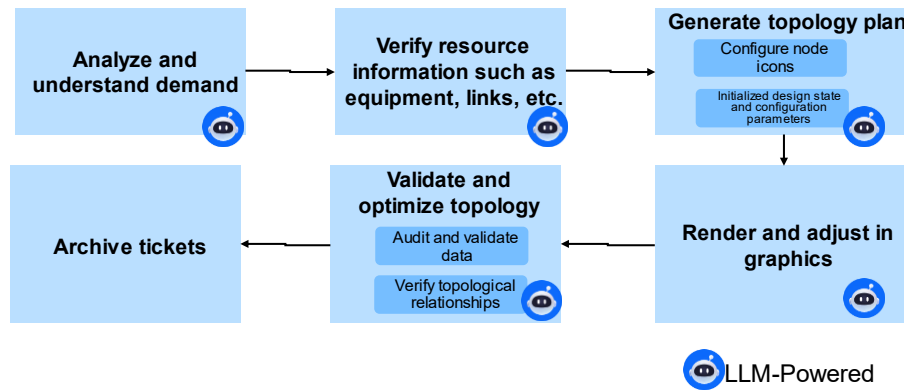 Analyze and
understand demand
Verify resource
information such as
equipment, links, etc.
Generate topology plan
Configure node
icons
Initialized design state
and configuration
parameters
Render and adjust in
graphics
Validate and
optimize topology
Audit and validate
data
Verify topological
relationships
Archive tickets
LLM-Powered